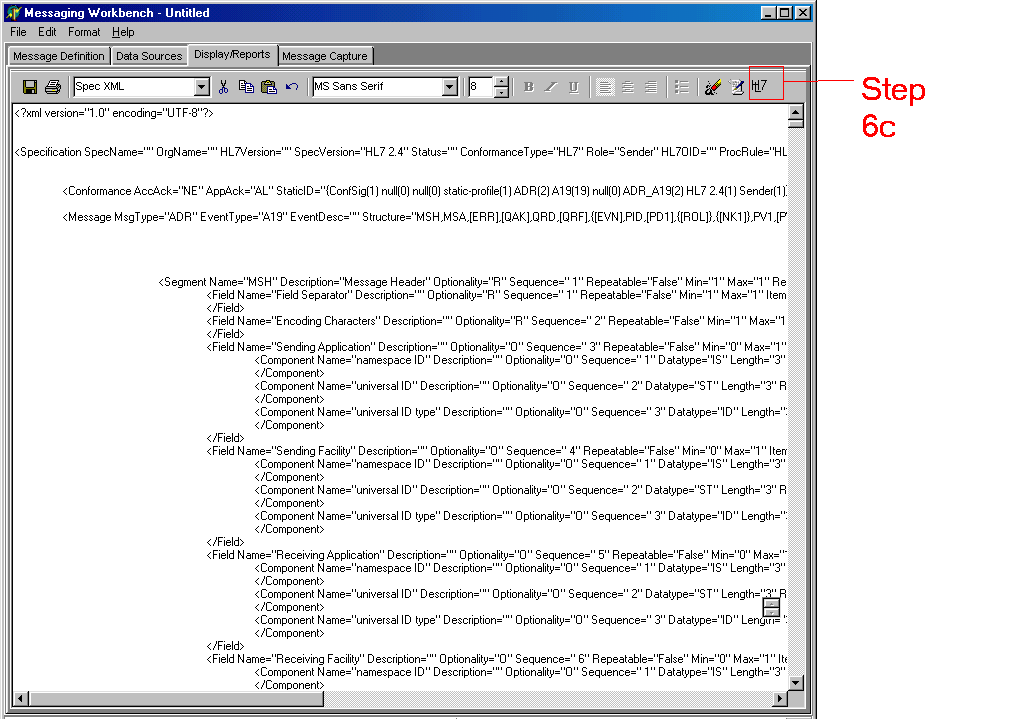 Messaging Workbench - Untitled
File Edit Format Help
Message Definition Data Sources Display/Reports Message Capture
Spec XML MS Sans Serif 8 B I U HL7
Step
6c
<?xml version="1.0" encoding="UTF-8"?>
<Specification SpecName="" OrgName="" HL7Version="" SpecVersion="HL7 2.4" Status="" ConformanceType="HL7" Role="Sender" HL7OID="" ProcRule="HL
<Conformance AccAck="NE" AppAck="AL" StaticID="{ConfSig(1) null(0) null(0) static-profile(1) ADR(2) A19(19) null(0) ADR_A19(2) HL7 2.4(1) Sender(1)
<Message MsgType="ADR" EventType="A19" EventDesc="" Structure="MSH,MSA,[ERR],[QAK],QRD,[QRF],{[EVN],PID,[PD1],{[ROL]},{[NK1]},PV1,[P
<Segment Name="MSH" Description="Message Header" Optionality="R" Sequence=" 1" Repeatable="False" Min="1" Max="1" Re
<Field Name="Field Separator" Description="" Optionality="R" Sequence=" 1" Repeatable="False" Min="1" Max="1" Item
</Field>
<Field Name="Encoding Characters" Description="" Optionality="R" Sequence=" 2" Repeatable="False" Min="1" Max="1
</Field>
<Field Name="Sending Application" Description="" Optionality="O" Sequence=" 3" Repeatable="False" Min="0" Max="1"
<Component Name="namespace ID" Description="" Optionality="O" Sequence=" 1" Datatype="IS" Length="3"
</Component>
<Component Name="universal ID" Description="" Optionality="O" Sequence=" 2" Datatype="ST" Length="3" R
</Component>
<Component Name="universal ID type" Description="" Optionality="O" Sequence=" 3" Datatype="ID" Length="
</Component>
</Field>
<Field Name="Sending Facility" Description="" Optionality="O" Sequence=" 4" Repeatable="False" Min="0" Max="1" Item
<Component Name="namespace ID" Description="" Optionality="O" Sequence=" 1" Datatype="IS" Length="3"
</Component>
<Component Name="universal ID" Description="" Optionality="O" Sequence=" 2" Datatype="ST" Length="3" R
</Component>
<Component Name="universal ID type" Description="" Optionality="O" Sequence=" 3" Datatype="ID" Length="
</Component>
</Field>
<Field Name="Receiving Application" Description="" Optionality="O" Sequence=" 5" Repeatable="False" Min="0" Max="
<Component Name="namespace ID" Description="" Optionality="O" Sequence=" 1" Datatype="IS" Length="3"
</Component>
<Component Name="universal ID" Description="" Optionality="O" Sequence=" 2" Datatype="ST" Length="3" R
</Component>
<Component Name="universal ID type" Description="" Optionality="O" Sequence=" 3" Datatype="ID" Length="
</Component>
</Field>
<Field Name="Receiving Facility" Description="" Optionality="O" Sequence=" 6" Repeatable="False" Min="0" Max="1" Ite
<Component Name="namespace ID" Description="" Optionality="O" Sequence=" 1" Datatype="IS" Length="3"
</Component>